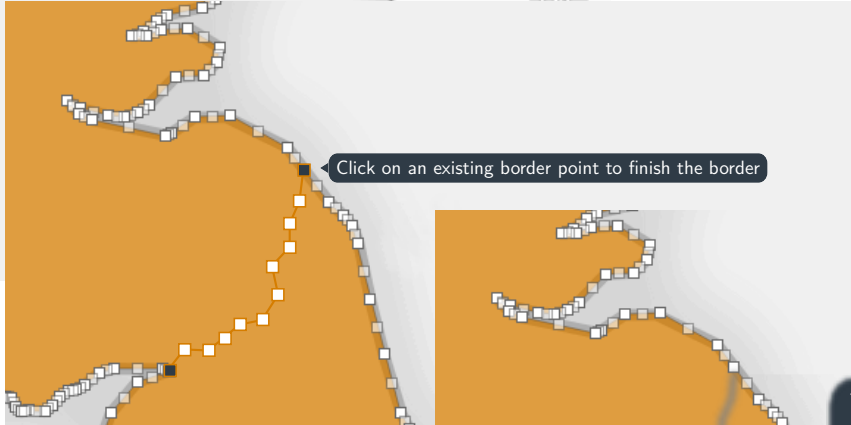 Click on an existing border point to finish the border